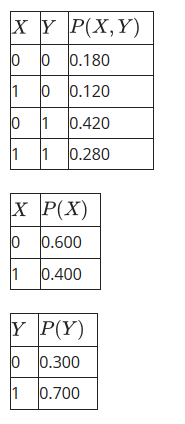 X Y P(X, Y)
0 0 0.180
1 0 0.120
0 1 0.420
1 1 0.280
X P(X)
0 0.600
1 0.400
Y P(Y)
0 0.300
1 0.700